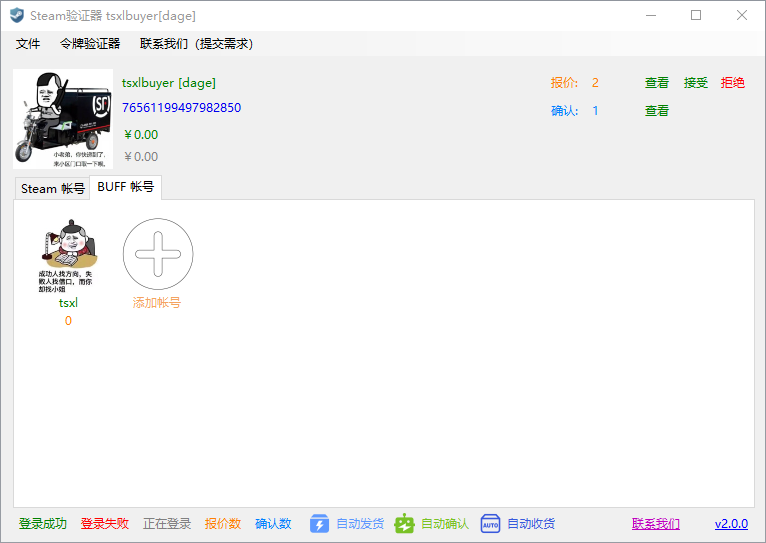 Steam验证器 tsxlbuyer[dage]
文件 令牌验证器 联系我们（提交需求）
tsxlbuyer [dage] 报价: 2 查看 接受 拒绝
76561199497982850 确认: 1 查看
￥0.00
￥0.00
小老弟，你快递到了，
来小区门口取一下哦。
Steam 帐号 BUFF 帐号
成功人找方向、失
败人找借口，而你
却找小姐
tsxl 添加帐号
0
登录成功 登录失败 正在登录 报价数 确认数 自动发货 自动确认 AUTO 自动收货 联系我们 v2.0.0